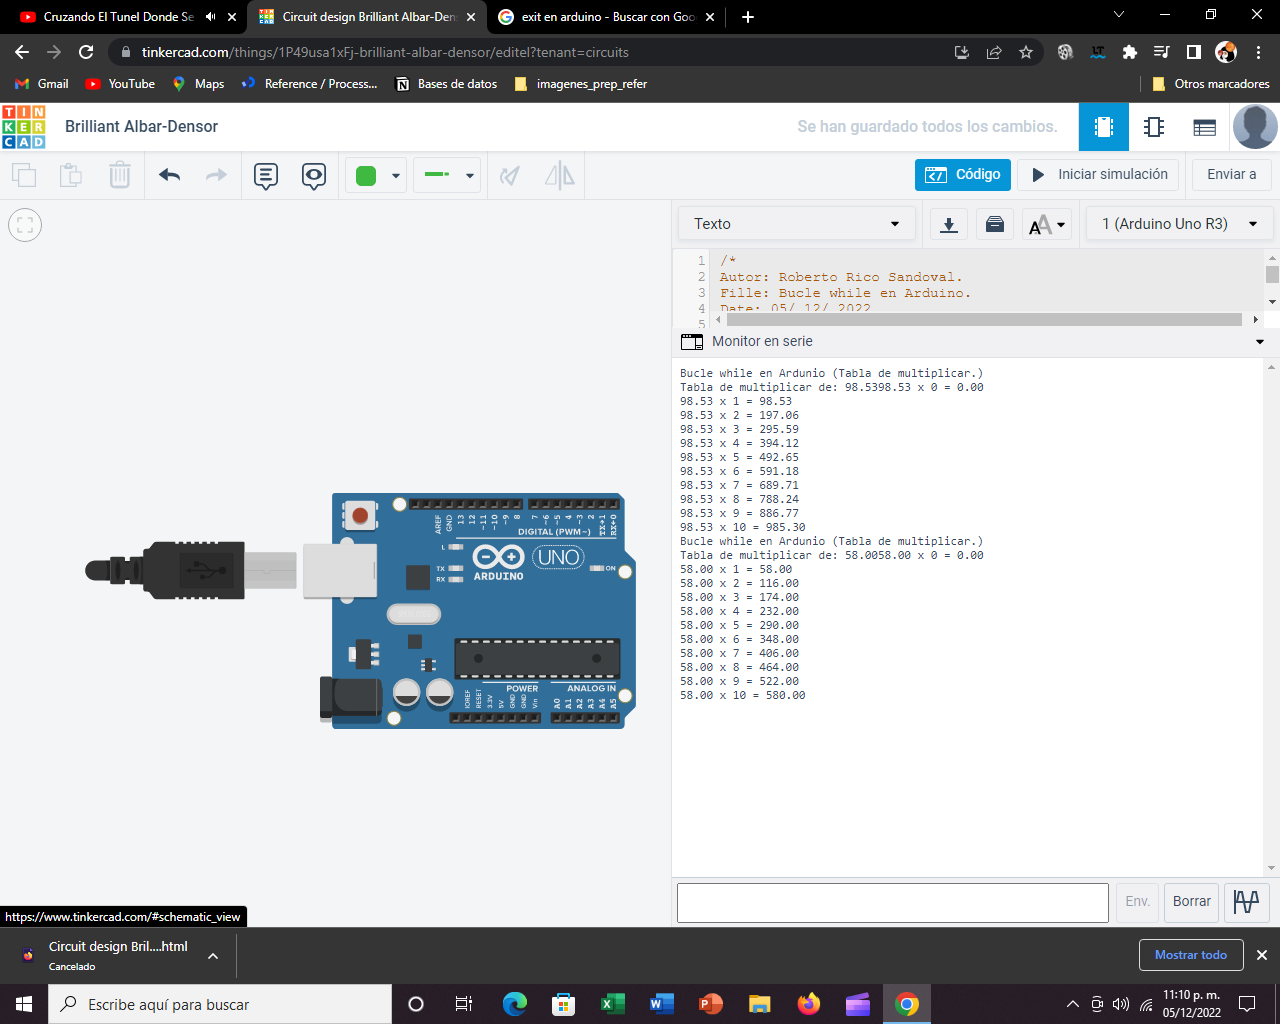 Cruzando El Tunel Donde Se
Circuit design Brilliant Albar-Den
exit en arduino - Buscar con Goo
tinkercad.com/things/1P49usa1xFj-brilliant-albar-densor/editel?tenant=circuits
Gmail
YouTube
Maps
Reference / Process...
Bases de datos
imagenes_prep_refer
Otros marcadores
TINKERCAD
Brilliant Albar-Densor
Se han guardado todos los cambios.
Código
Iniciar simulación
Enviar a
Texto
1 (Arduino Uno R3)
1 /*
2 Autor: Roberto Rico Sandoval.
3 Fille: Bucle while en Arduino.
4 Date: 05/ 12/ 2022
5
Monitor en serie
Bucle while en Ardunio (Tabla de multiplicar.)
Tabla de multiplicar de: 98.5398.53 x 0 = 0.00
98.53 x 1 = 98.53
98.53 x 2 = 197.06
98.53 x 3 = 295.59
98.53 x 4 = 394.12
98.53 x 5 = 492.65
98.53 x 6 = 591.18
98.53 x 7 = 689.71
98.53 x 8 = 788.24
98.53 x 9 = 886.77
98.53 x 10 = 985.30
Bucle while en Ardunio (Tabla de multiplicar.)
Tabla de multiplicar de: 58.0058.00 x 0 = 0.00
58.00 x 1 = 58.00
58.00 x 2 = 116.00
58.00 x 3 = 174.00
58.00 x 4 = 232.00
58.00 x 5 = 290.00
58.00 x 6 = 348.00
58.00 x 7 = 406.00
58.00 x 8 = 464.00
58.00 x 9 = 522.00
58.00 x 10 = 580.00
AREF GND 13 12 ~11 ~10 ~9 8 7 ~6 ~5 4 ~3 2 TX→1 RX←0
DIGITAL (PWM ~)
L
TX
RX
ARDUINO
UNO
ON
POWER
ANALOG IN
IOREF RESET 3.3V 5V GND GND Vin A0 A1 A2 A3 A4 A5
Env.
Borrar
https://www.tinkercad.com/#schematic_view
Circuit design Bril....html
Cancelado
Mostrar todo
Escribe aquí para buscar
11:10 p. m.
05/12/2022